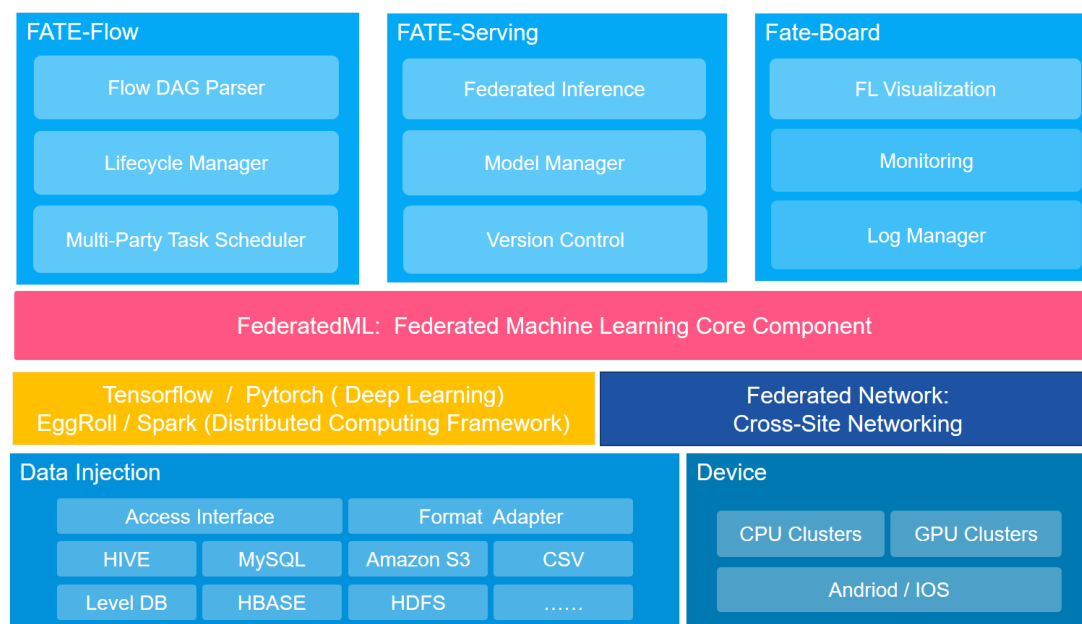 FATE-Flow
Flow DAG Parser
Lifecycle Manager
Multi-Party Task Scheduler
FATE-Serving
Federated Inference
Model Manager
Version Control
Fate-Board
FL Visualization
Monitoring
Log Manager
FederatedML: Federated Machine Learning Core Component
Tensorflow / Pytorch ( Deep Learning)
EggRoll / Spark (Distributed Computing Framework)
Federated Network:
Cross-Site Networking
Data Injection
Access Interface
Format Adapter
HIVE
MySQL
Amazon S3
CSV
Level DB
HBASE
HDFS
......
Device
CPU Clusters
GPU Clusters
Andriod / IOS